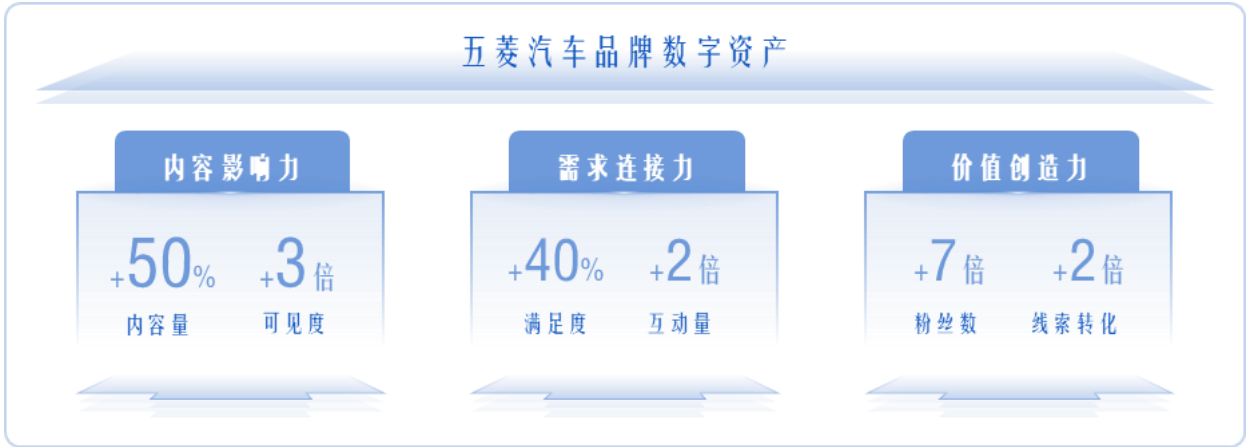 五菱汽车品牌数字资产
内容影响力
+50% +3倍
内容量 可见度
需求连接力
+40% +2倍
满足度 互动量
价值创造力
+7倍 +2倍
粉丝数 线索转化